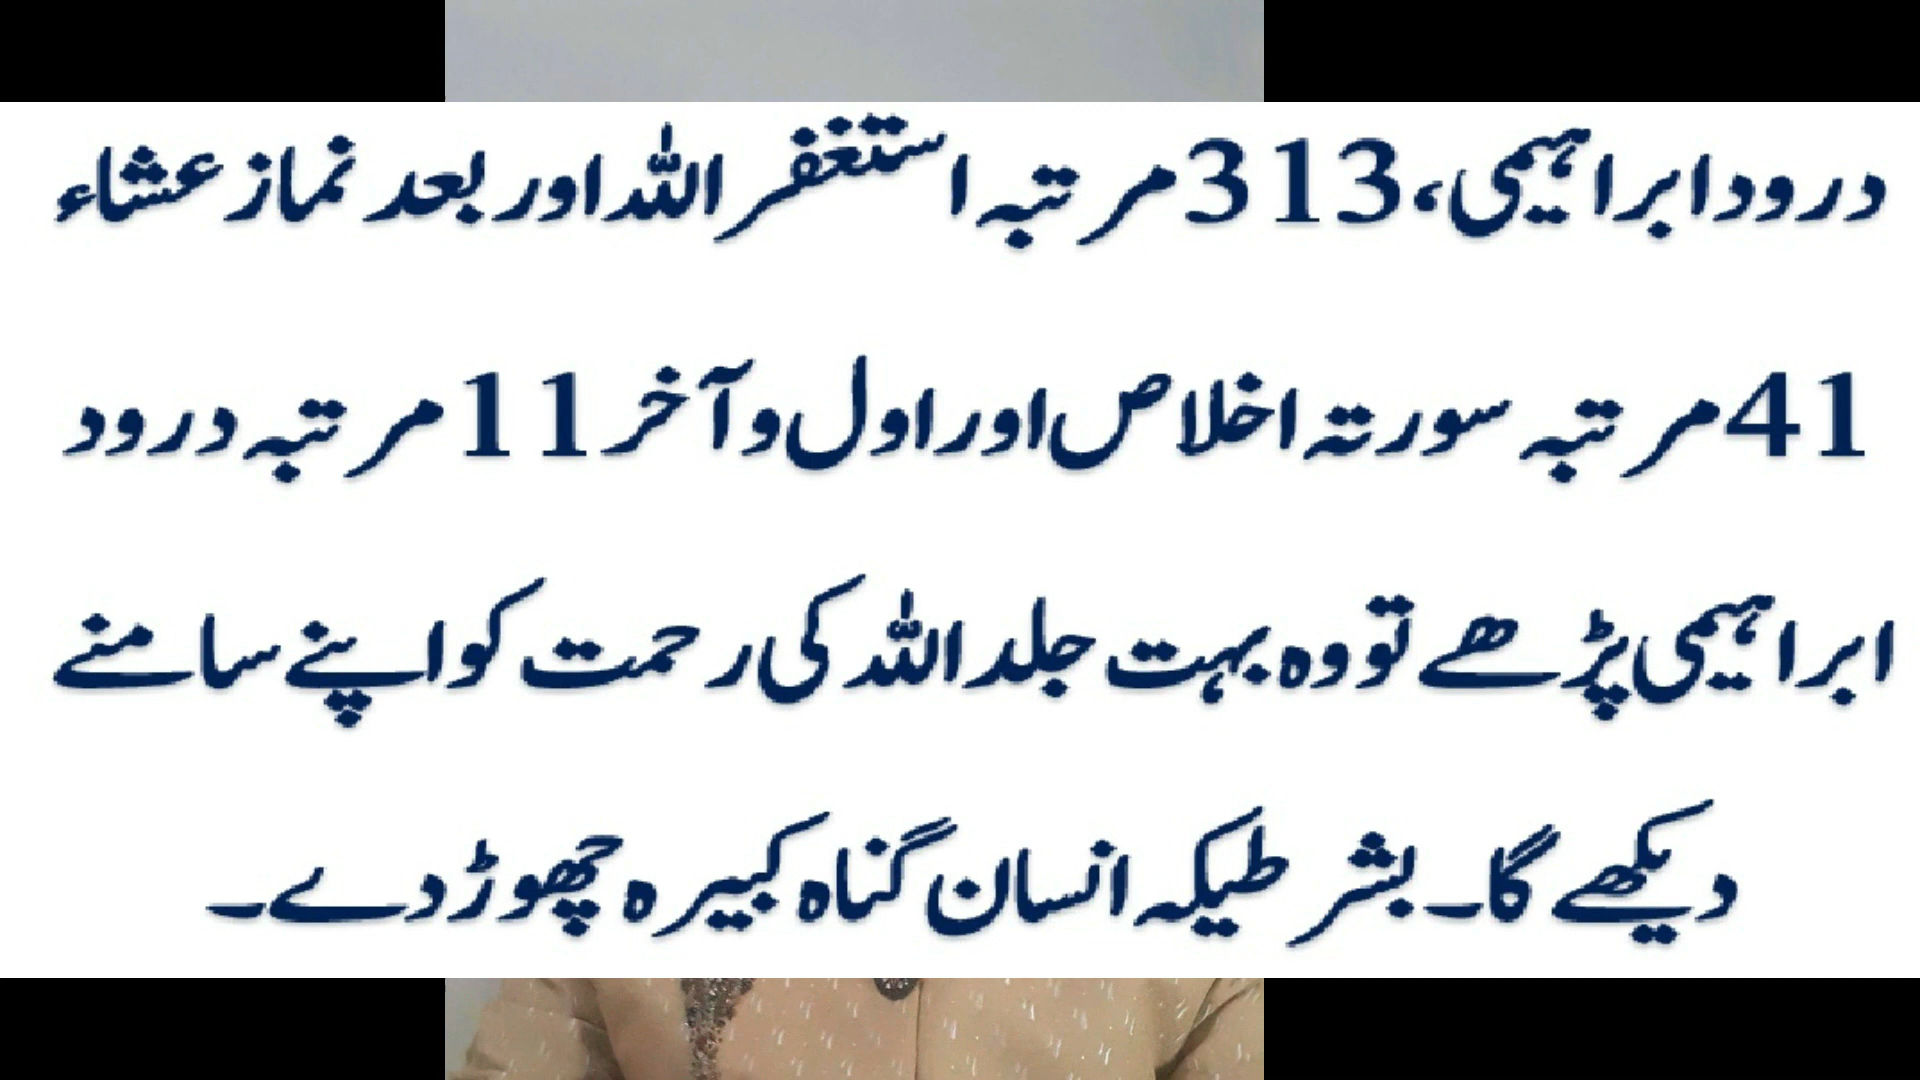 درود ابراہیمی، 313 مرتبہ استغفر اللہ اور بعد نماز عشاء
41 مرتبہ سورتہ اخلاص اور اول و آخر 11 مرتبہ درود
ابراہیمی پڑھے تو وہ بہت جلد اللہ کی رحمت کو اپنے سامنے
دیکھے گا۔ بشرطیکہ انسان گناہ کبیرہ چھوڑ دے۔